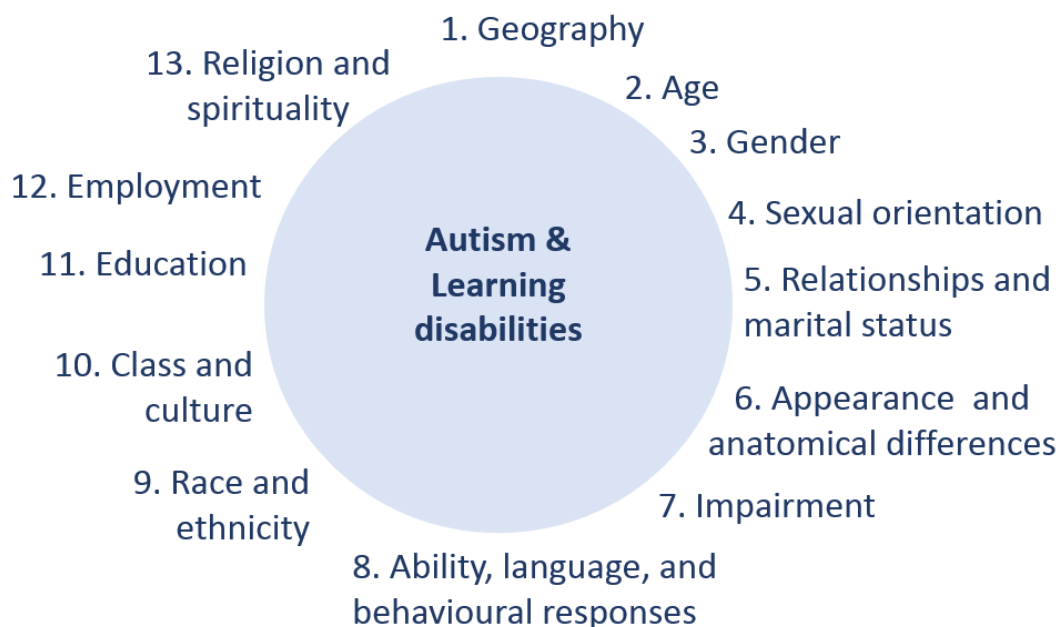 1. Geography
2. Age
3. Gender
4. Sexual orientation
5. Relationships and
marital status
6. Appearance and
anatomical differences
7. Impairment
8. Ability, language, and
behavioural responses
9. Race and
ethnicity
10. Class and
culture
11. Education
12. Employment
13. Religion and
spirituality
Autism &
Learning
disabilities